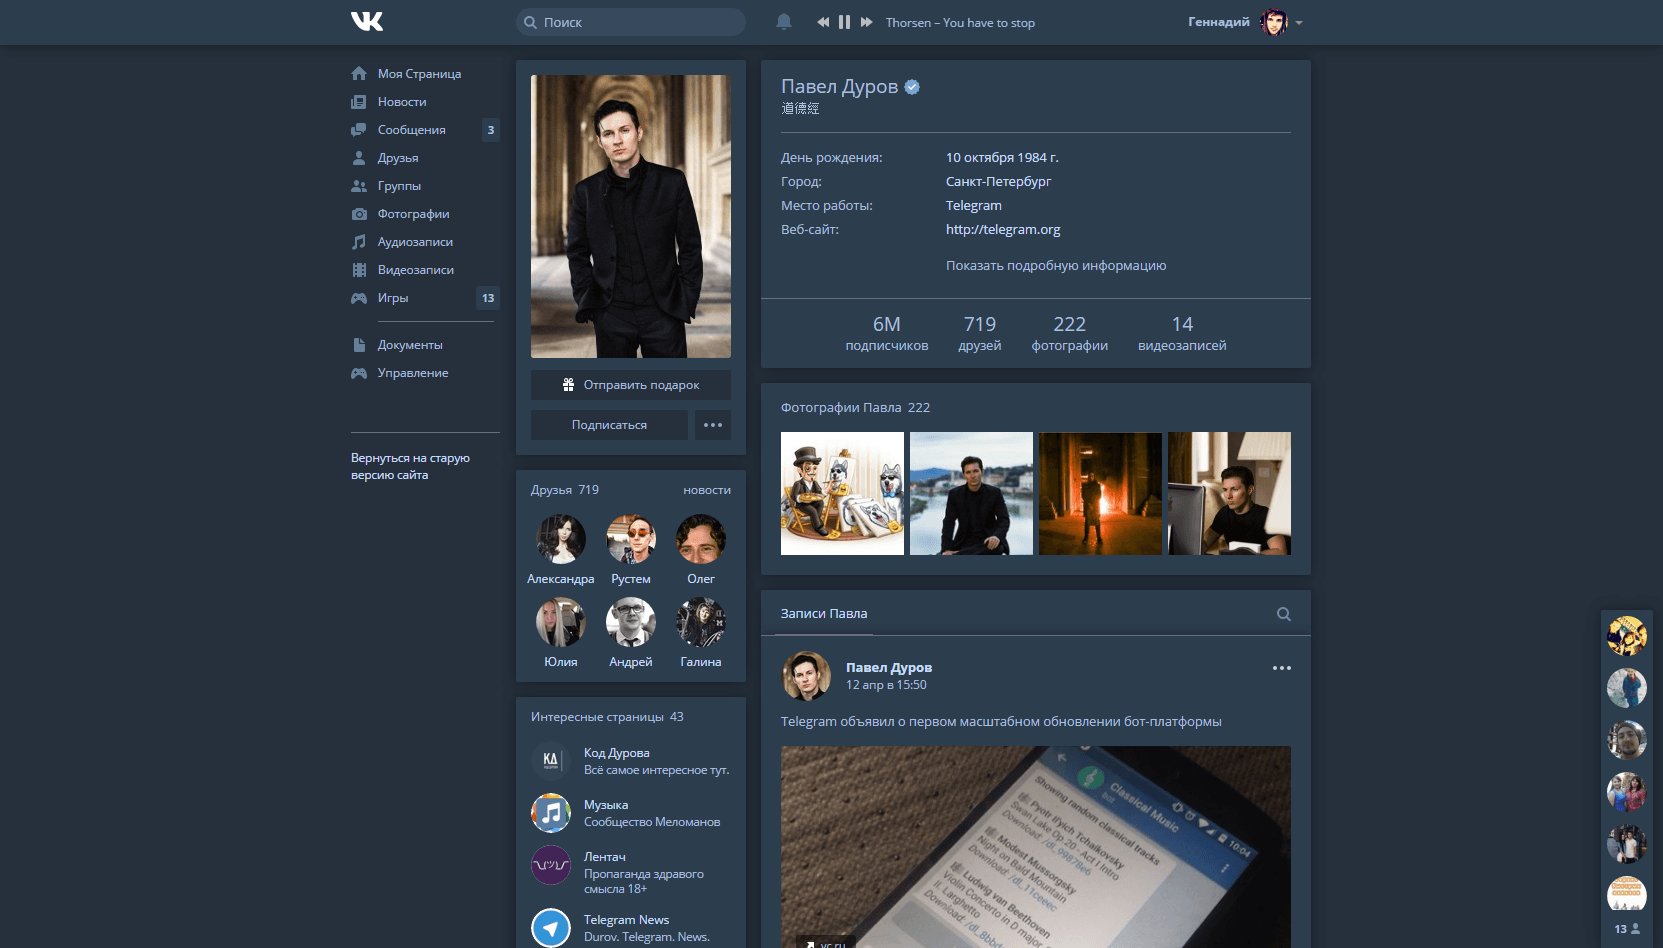 VK
Поиск
Thorsen – You have to stop
Геннадий
Моя Страница
Новости
Сообщения 3
Друзья
Группы
Фотографии
Аудиозаписи
Видеозаписи
Игры 13
Документы
Управление
Вернуться на старую
версию сайта
Отправить подарок
Подписаться
Друзья 719 новости
Александра Рустем Олег
Юлия Андрей Галина
Интересные страницы 43
КД
Код Дурова
Всё самое интересное тут.
Музыка
Сообщество Меломанов
Лентач
Пропаганда здравого
смысла 18+
Telegram News
Durov. Telegram. News.
Павел Дуров
道德經
День рождения: 10 октября 1984 г.
Город: Санкт-Петербург
Место работы: Telegram
Веб-сайт: http://telegram.org
Показать подробную информацию
6М 719 222 14
подписчиков друзей фотографии видеозаписей
Фотографии Павла 222
Записи Павла
Павел Дуров
12 апр в 15:50
Telegram объявил о первом масштабном обновлении бот-платформы
10:04
Classical Music
bot
Showing random classical tracks
Pyotr Il'yich Tchaikovsky
Swan Lake Op.20 - Act I Intro
Download: /dl_99878e6
Modest Mussorgsky
Night on Bald Mountain
Download: /dl_11ceeec
Ludwig van Beethoven
Violin Concerto in D major
II. Larghetto
Download:
vc.ru
13